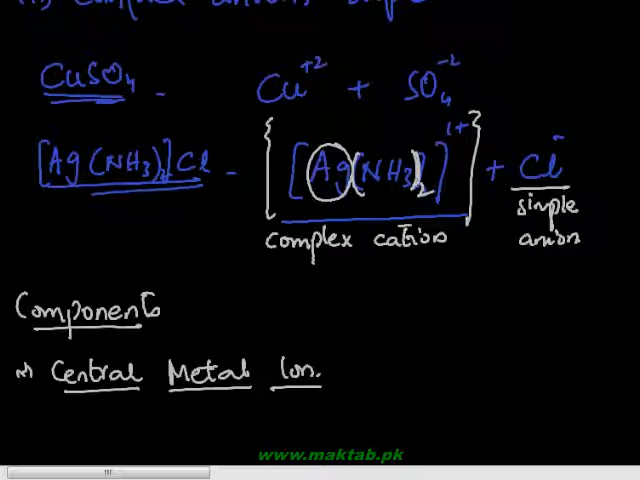 Complex
CuSO4 - Cu+2 + SO4-2
[Ag(NH3)2]Cl - {[Ag(NH3)2]1+} + Cl-
complex cation simple
anion
Components
Central Metal Ion.
www.maktab.pk